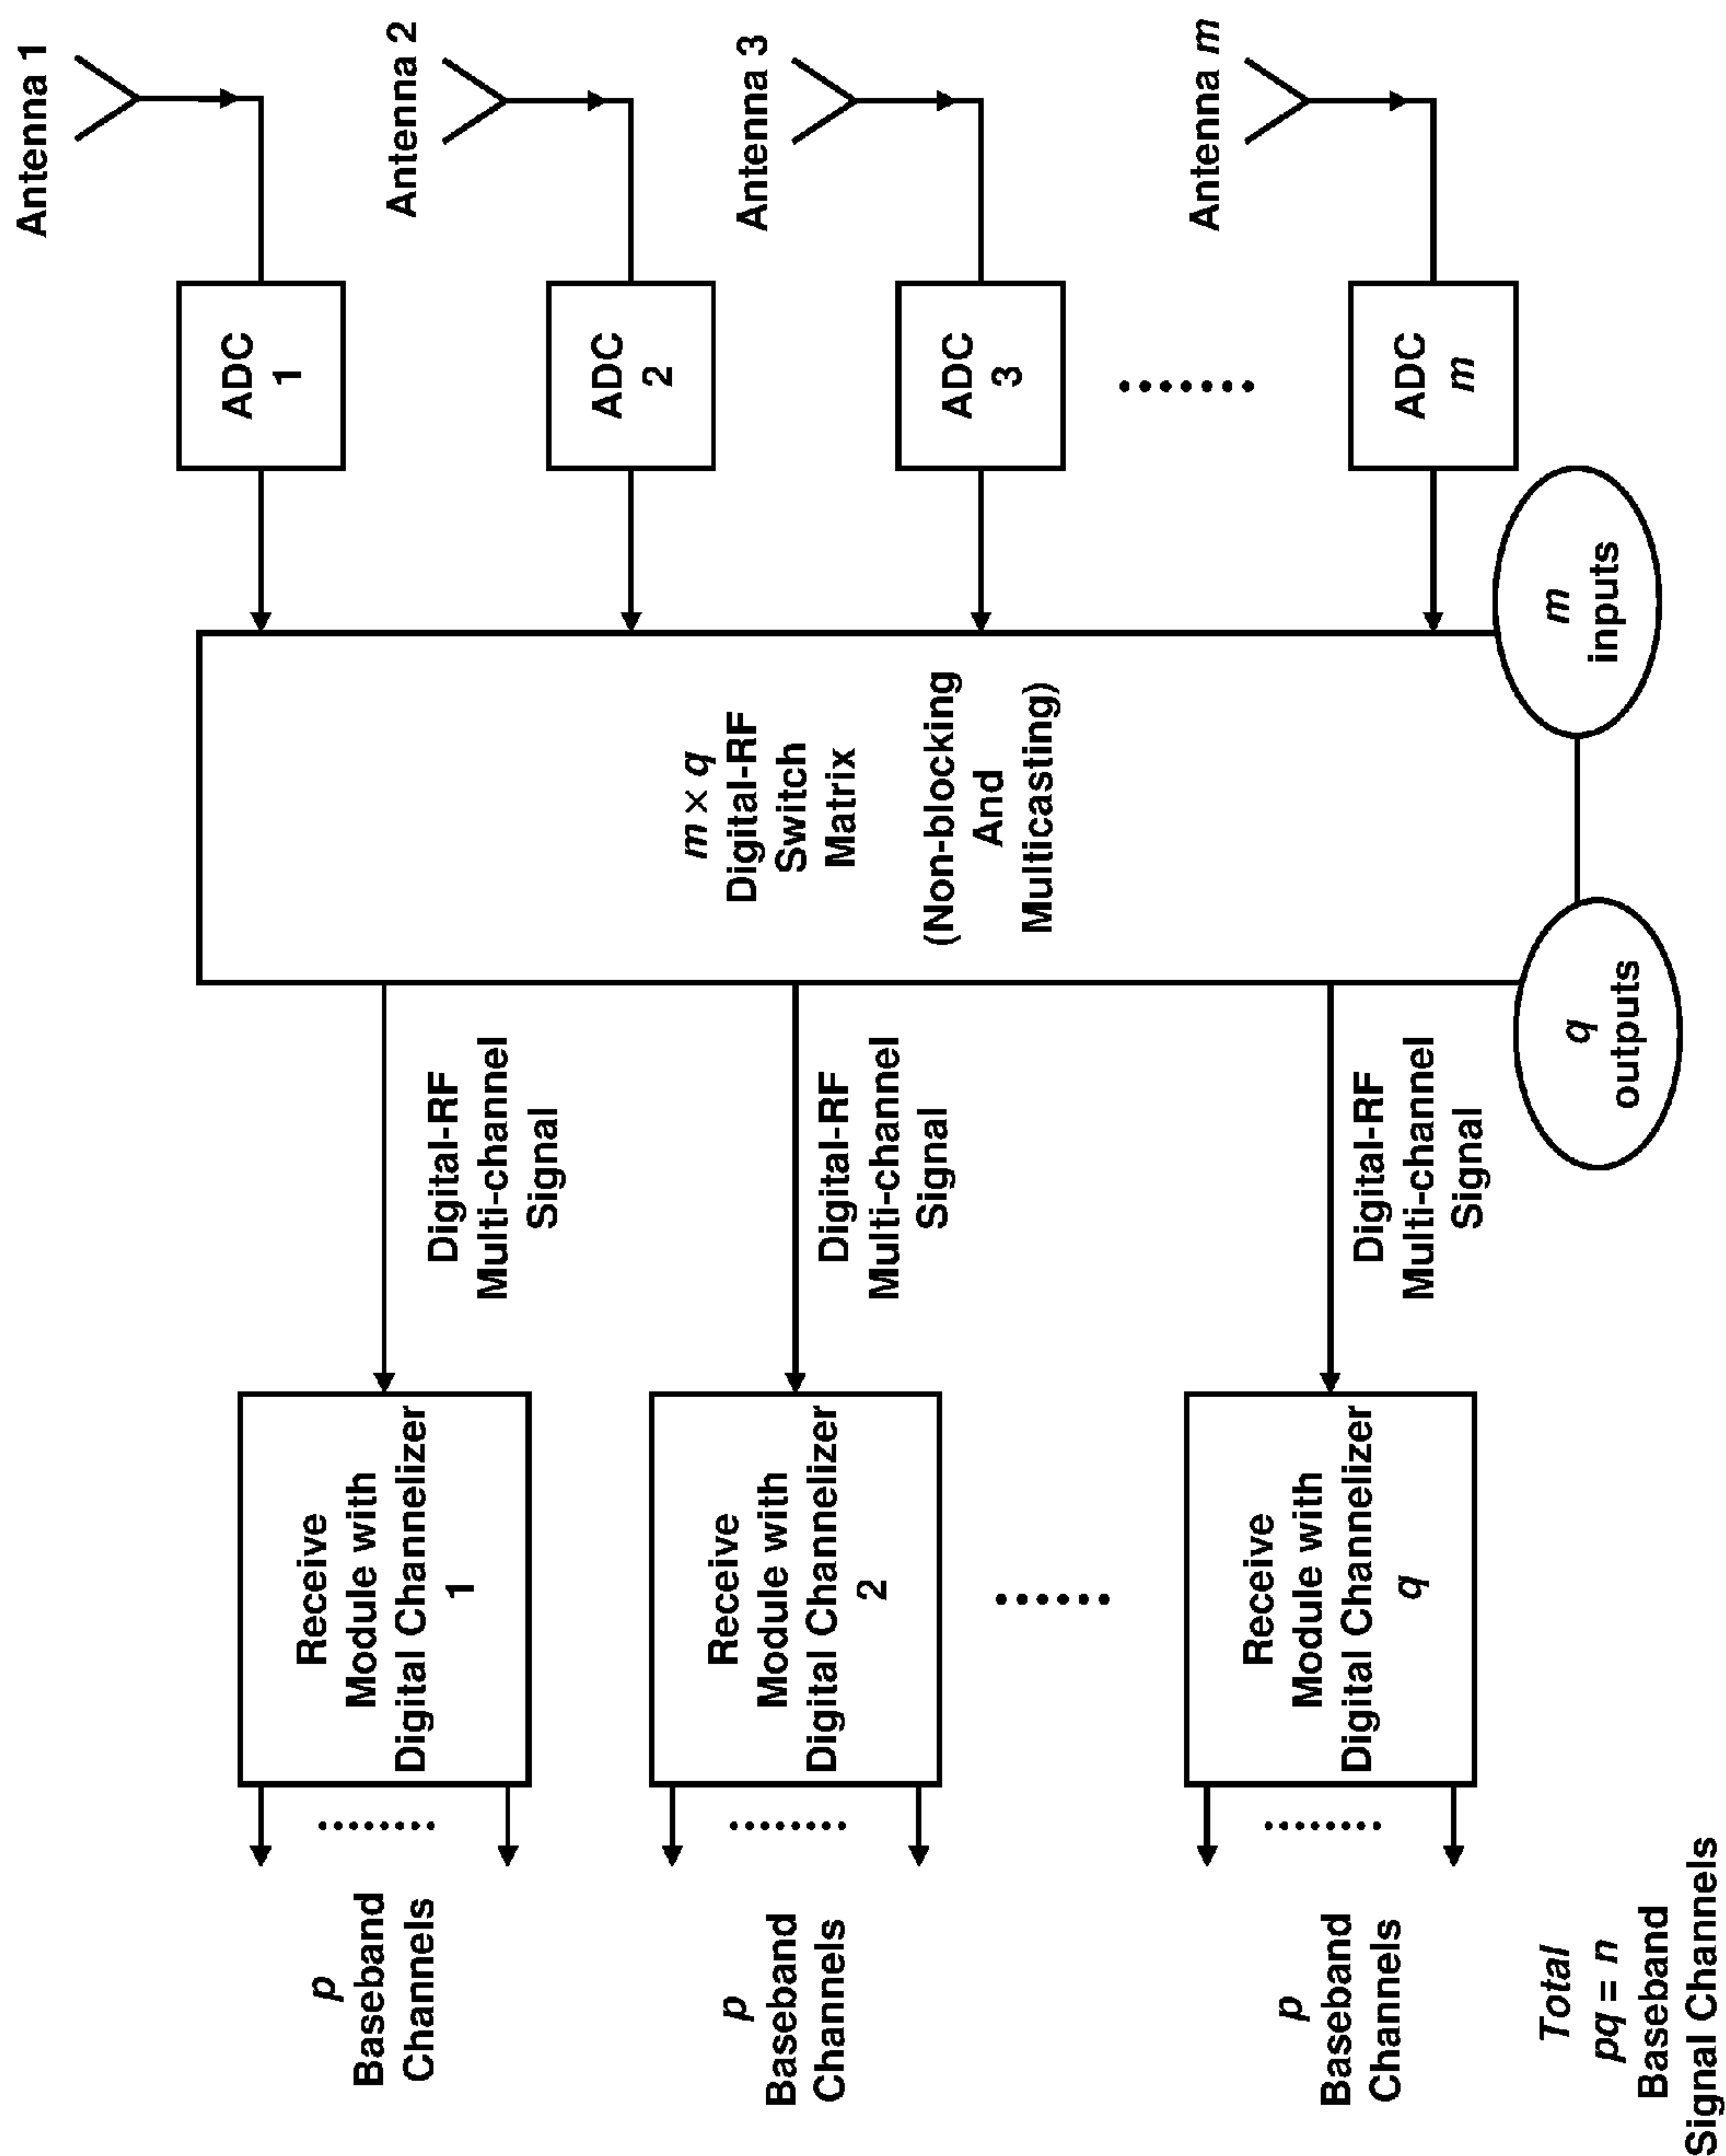 Antenna 1
Antenna 2
Antenna 3
Antenna m
ADC
1
ADC
2
ADC
3
ADC
m
m × q
Digital-RF
Switch
Matrix
(Non-blocking
And
Multicasting)
m
inputs
q
outputs
Digital-RF
Multi-channel
Signal
Digital-RF
Multi-channel
Signal
Digital-RF
Multi-channel
Signal
Receive
Module with
Digital Channelizer
1
Receive
Module with
Digital Channelizer
2
Receive
Module with
Digital Channelizer
q
p
Baseband
Channels
p
Baseband
Channels
p
Baseband
Channels
Total
pq = n
Baseband
Signal Channels